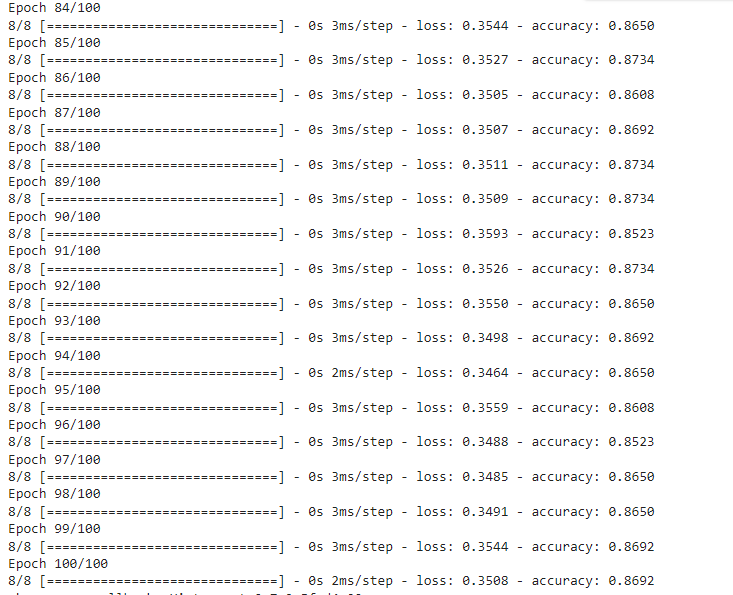 Epoch 84/100
8/8 [==============================] - 0s 3ms/step - loss: 0.3544 - accuracy: 0.8650
Epoch 85/100
8/8 [==============================] - 0s 3ms/step - loss: 0.3527 - accuracy: 0.8734
Epoch 86/100
8/8 [==============================] - 0s 3ms/step - loss: 0.3505 - accuracy: 0.8608
Epoch 87/100
8/8 [==============================] - 0s 3ms/step - loss: 0.3507 - accuracy: 0.8692
Epoch 88/100
8/8 [==============================] - 0s 3ms/step - loss: 0.3511 - accuracy: 0.8734
Epoch 89/100
8/8 [==============================] - 0s 3ms/step - loss: 0.3509 - accuracy: 0.8734
Epoch 90/100
8/8 [==============================] - 0s 3ms/step - loss: 0.3593 - accuracy: 0.8523
Epoch 91/100
8/8 [==============================] - 0s 3ms/step - loss: 0.3526 - accuracy: 0.8734
Epoch 92/100
8/8 [==============================] - 0s 3ms/step - loss: 0.3550 - accuracy: 0.8650
Epoch 93/100
8/8 [==============================] - 0s 3ms/step - loss: 0.3498 - accuracy: 0.8692
Epoch 94/100
8/8 [==============================] - 0s 2ms/step - loss: 0.3464 - accuracy: 0.8650
Epoch 95/100
8/8 [==============================] - 0s 3ms/step - loss: 0.3559 - accuracy: 0.8608
Epoch 96/100
8/8 [==============================] - 0s 3ms/step - loss: 0.3488 - accuracy: 0.8523
Epoch 97/100
8/8 [==============================] - 0s 3ms/step - loss: 0.3485 - accuracy: 0.8650
Epoch 98/100
8/8 [==============================] - 0s 3ms/step - loss: 0.3491 - accuracy: 0.8650
Epoch 99/100
8/8 [==============================] - 0s 3ms/step - loss: 0.3544 - accuracy: 0.8692
Epoch 100/100
8/8 [==============================] - 0s 2ms/step - loss: 0.3508 - accuracy: 0.8692